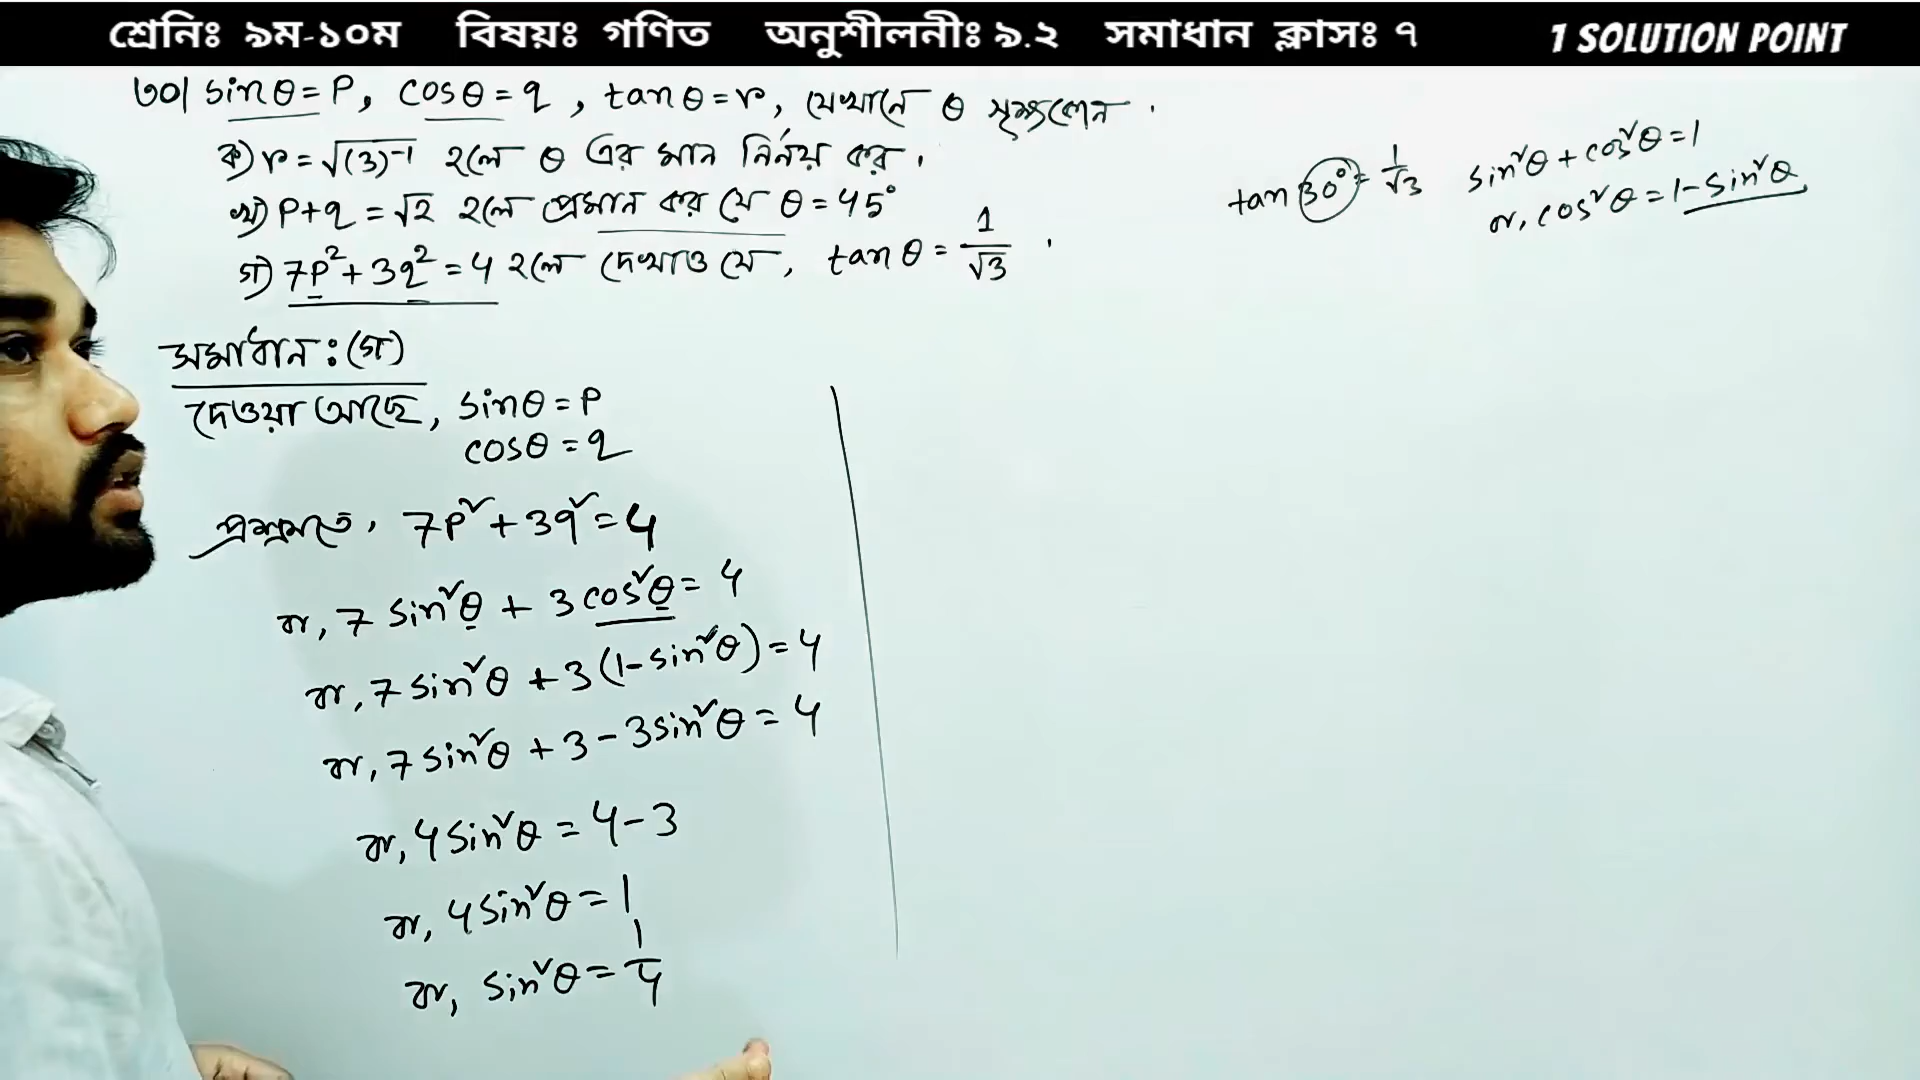 শ্রেনিঃ ৯ম-১০ম বিষয়ঃ গণিত অনুশীলনীঃ ৯.২ সমাধান ক্লাসঃ ৭ 1 SOLUTION POINT
৩০| sinθ = P, cosθ = q, tanθ = r, যেখানে θ সূক্ষ্মকোন .
ক) r = √(3)⁻¹ হলে θ এর মান নির্নয় কর .
খ) P+q = √2 হলে প্রমান কর যে θ = 45°
গ) 7P² + 3q² = 4 হলে দেখাও যে, tanθ = 1/√3 .
tan 30° = 1/√3
sin²θ + cos²θ = 1
or, cos²θ = 1 - sin²θ
সমাধান : (গ)
দেওয়া আছে, sinθ = P
cosθ = q
প্রশ্নমতে, 7P² + 3q² = 4
বা, 7 sin²θ + 3 cos²θ = 4
বা, 7 sin²θ + 3(1 - sin²θ) = 4
বা, 7 sin²θ + 3 - 3sin²θ = 4
বা, 4 sin²θ = 4 - 3
বা, 4 sin²θ = 1
বা, sin²θ = 1/4